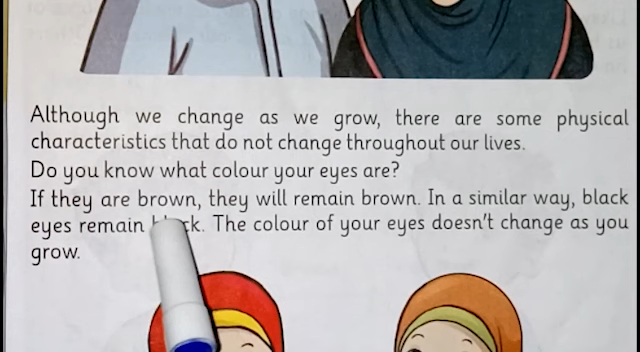 Although we change as we grow, there are some physical
characteristics that do not change throughout our lives.
Do you know what colour your eyes are?
If they are brown, they will remain brown. In a similar way, black
eyes remain black. The colour of your eyes doesn't change as you
grow.